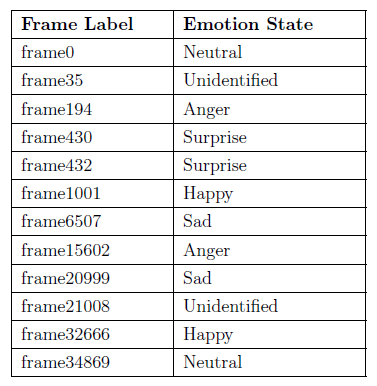 Frame Label Emotion State
frame0 Neutral
frame35 Unidentified
frame194 Anger
frame430 Surprise
frame432 Surprise
frame1001 Happy
frame6507 Sad
frame15602 Anger
frame20999 Sad
frame21008 Unidentified
frame32666 Happy
frame34869 Neutral